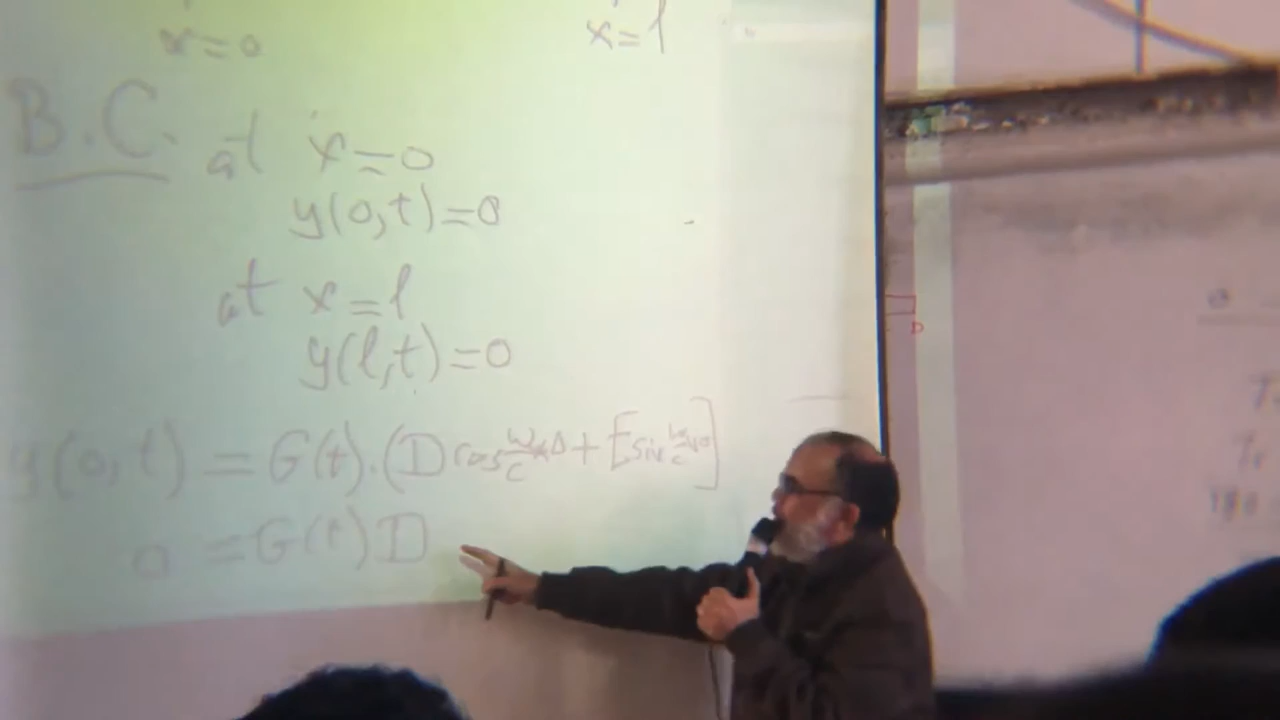 x=0 x=l
B.C. at x=0
y(0,t)=0
at x=l
y(l,t)=0
y(0,t) = G(t).(D cos w/c x0 + E sin w/c x0]
0 = G(t) D
D